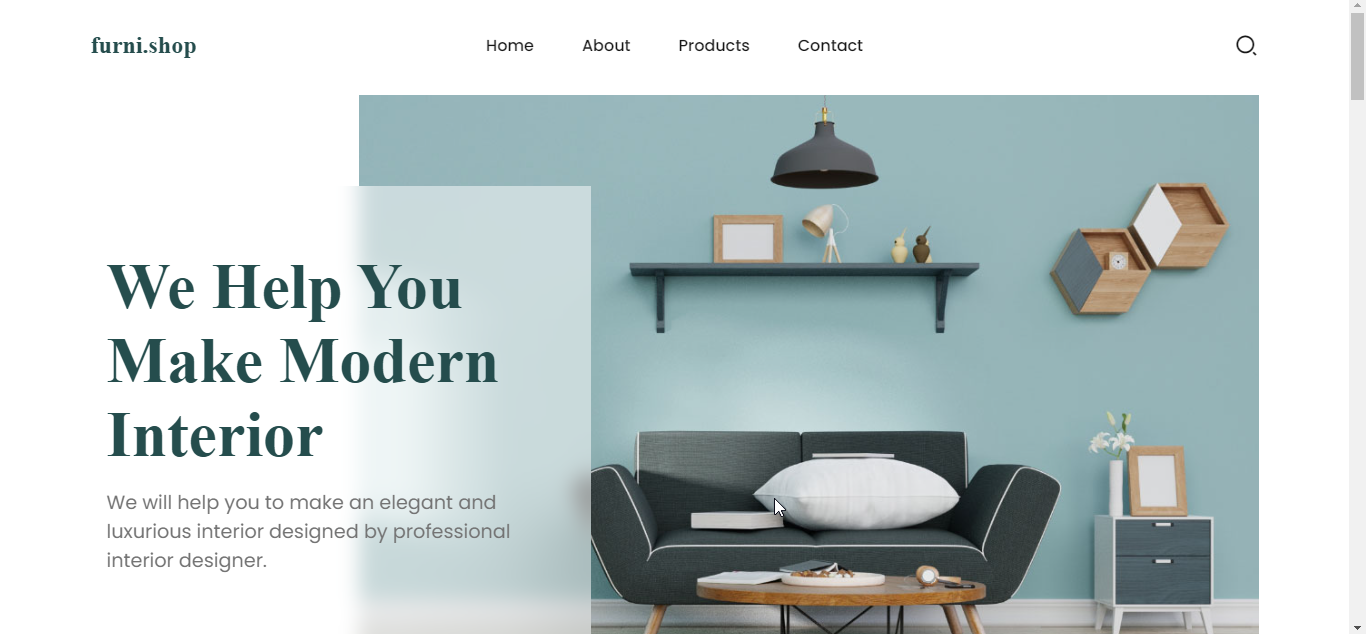 furni.shop
Home
About
Products
Contact
We Help You
Make Modern
Interior
We will help you to make an elegant and
luxurious interior designed by professional
interior designer.